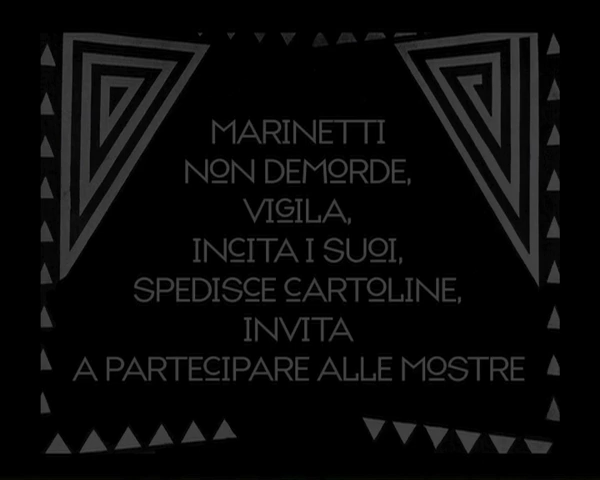 MARINETTI
NON DEMORDE,
VIGILA,
INCITA I SUOI,
SPEDISCE CARTOLINE,
INVITA
A PARTECIPARE ALLE MOSTRE